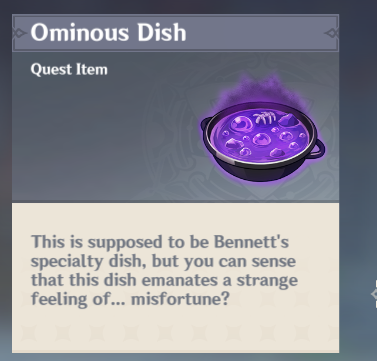 Ominous Dish
Quest Item
This is supposed to be Bennett's
specialty dish, but you can sense
that this dish emanates a strange
feeling of... misfortune?